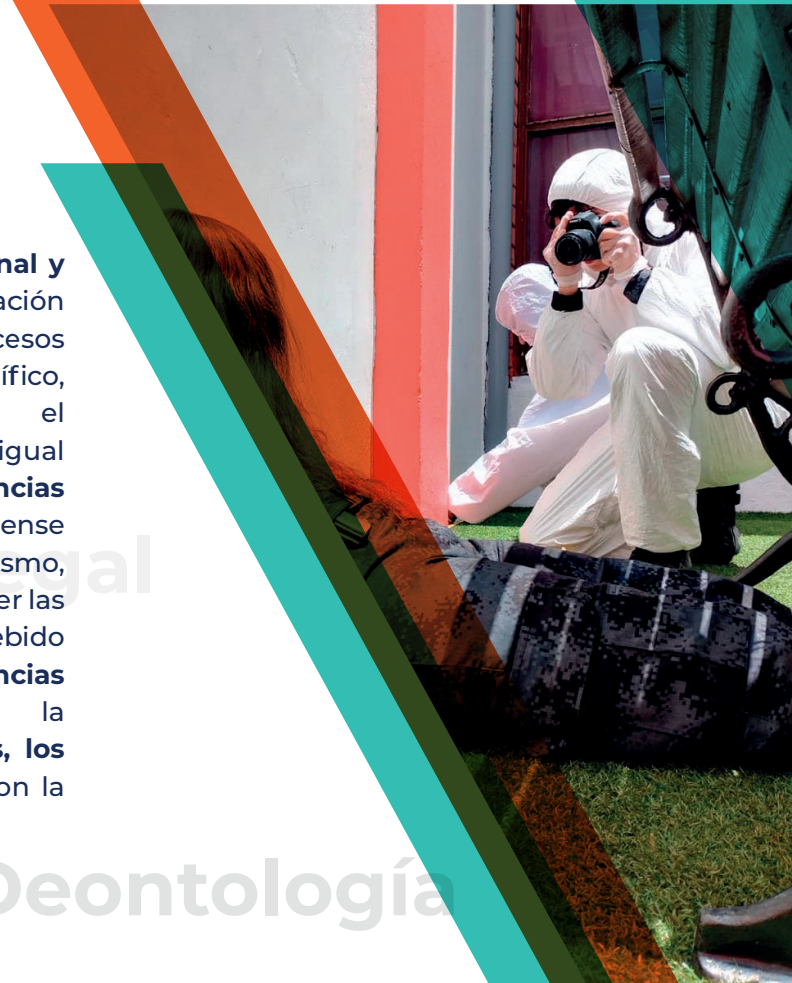 nal y
ación
cesos
ífico,
el
igual
ncias
ense
egal
smo,
er las
ebido
ncias
la
s, los
on la
Deontología